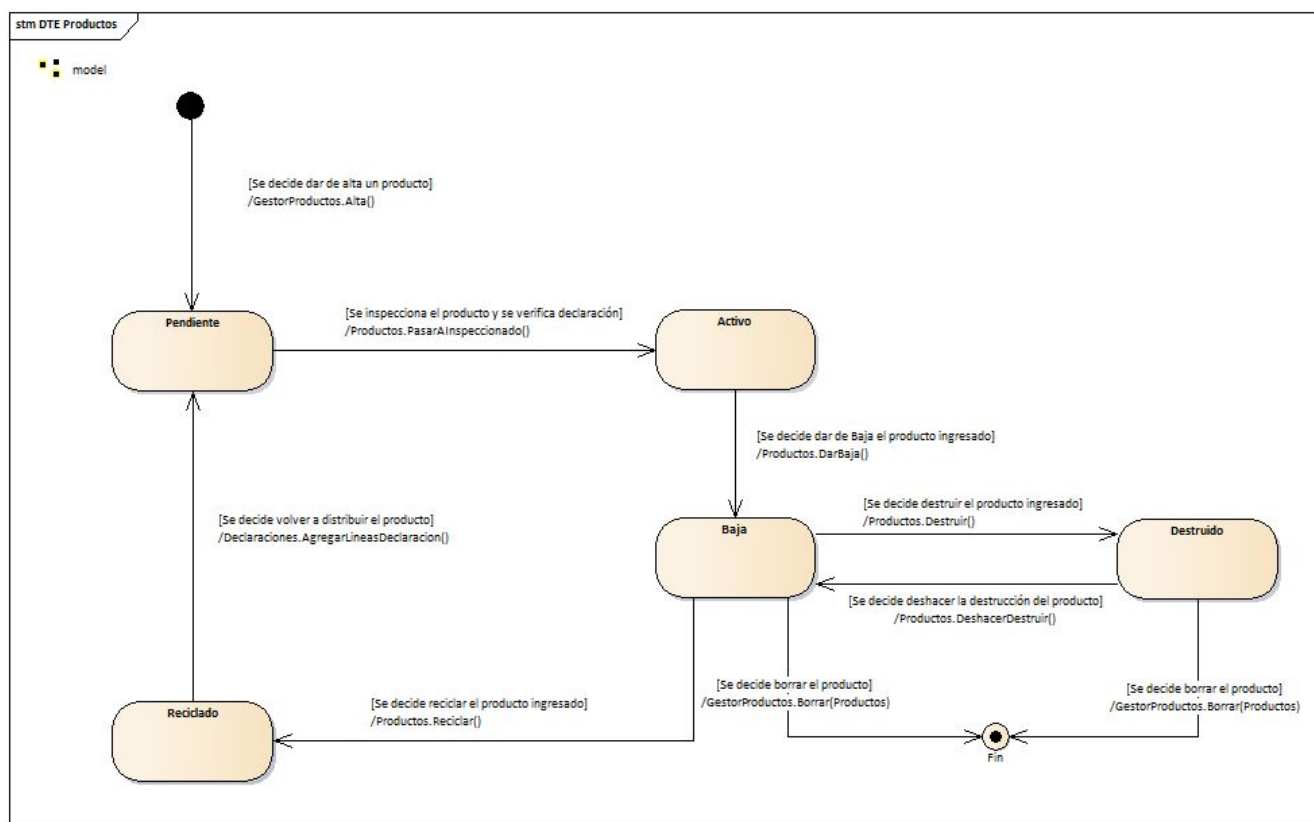 stm DTE Productos
model
[Se decide dar de alta un producto]
/GestorProductos.Alta()
Pendiente
[Se inspecciona el producto y se verifica declaración]
/Productos.PasarAInspeccionado()
Activo
[Se decide dar de Baja el producto ingresado]
/Productos.DarBaja()
[Se decide volver a distribuir el producto]
/Declaraciones.AgregarLineasDeclaracion()
Baja
[Se decide destruir el producto ingresado]
/Productos.Destruir()
Destruido
[Se decide deshacer la destrucción del producto]
/Productos.DeshacerDestruir()
Reciclado
[Se decide reciclar el producto ingresado]
/Productos.Reciclar()
[Se decide borrar el producto]
/GestorProductos.Borrar(Productos)
[Se decide borrar el producto]
/GestorProductos.Borrar(Productos)
Fin